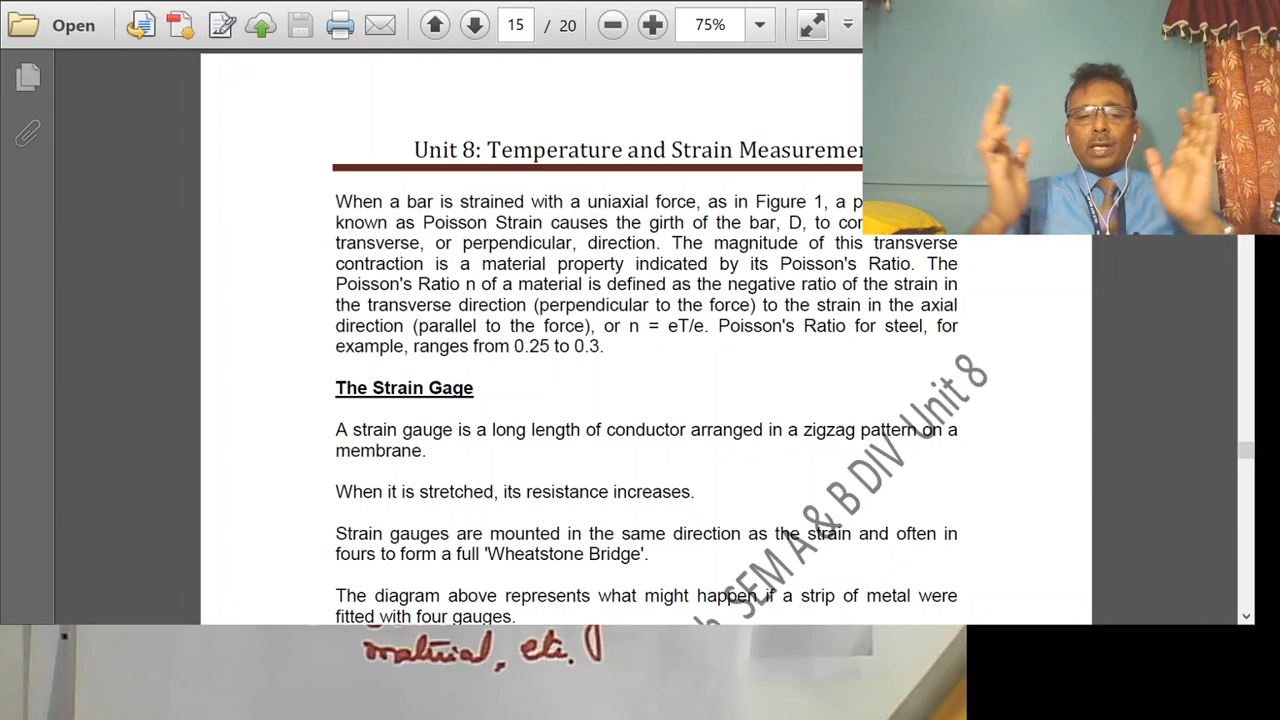 Open
15 / 20
75%
Unit 8: Temperature and Strain
When a bar is strained with a uniaxial force, as in Figure 1, a
known as Poisson Strain causes the girth of the bar, D, to
transverse, or perpendicular, direction. The magnitude of this transverse
contraction is a material property indicated by its Poisson's Ratio. The
Poisson's Ratio n of a material is defined as the negative ratio of the strain in
the transverse direction (perpendicular to the force) to the strain in the axial
direction (parallel to the force), or n = eT/e. Poisson's Ratio for steel, for
example, ranges from 0.25 to 0.3.
The Strain Gage
A strain gauge is a long length of conductor arranged in a zigzag pattern on a
membrane.
When it is stretched, its resistance increases.
Strain gauges are mounted in the same direction as the strain and often in
fours to form a full 'Wheatstone Bridge'.
The diagram above represents what might happen if a strip of metal were
fitted with four gauges.
SEM A & B DIV Unit 8
material, etc.